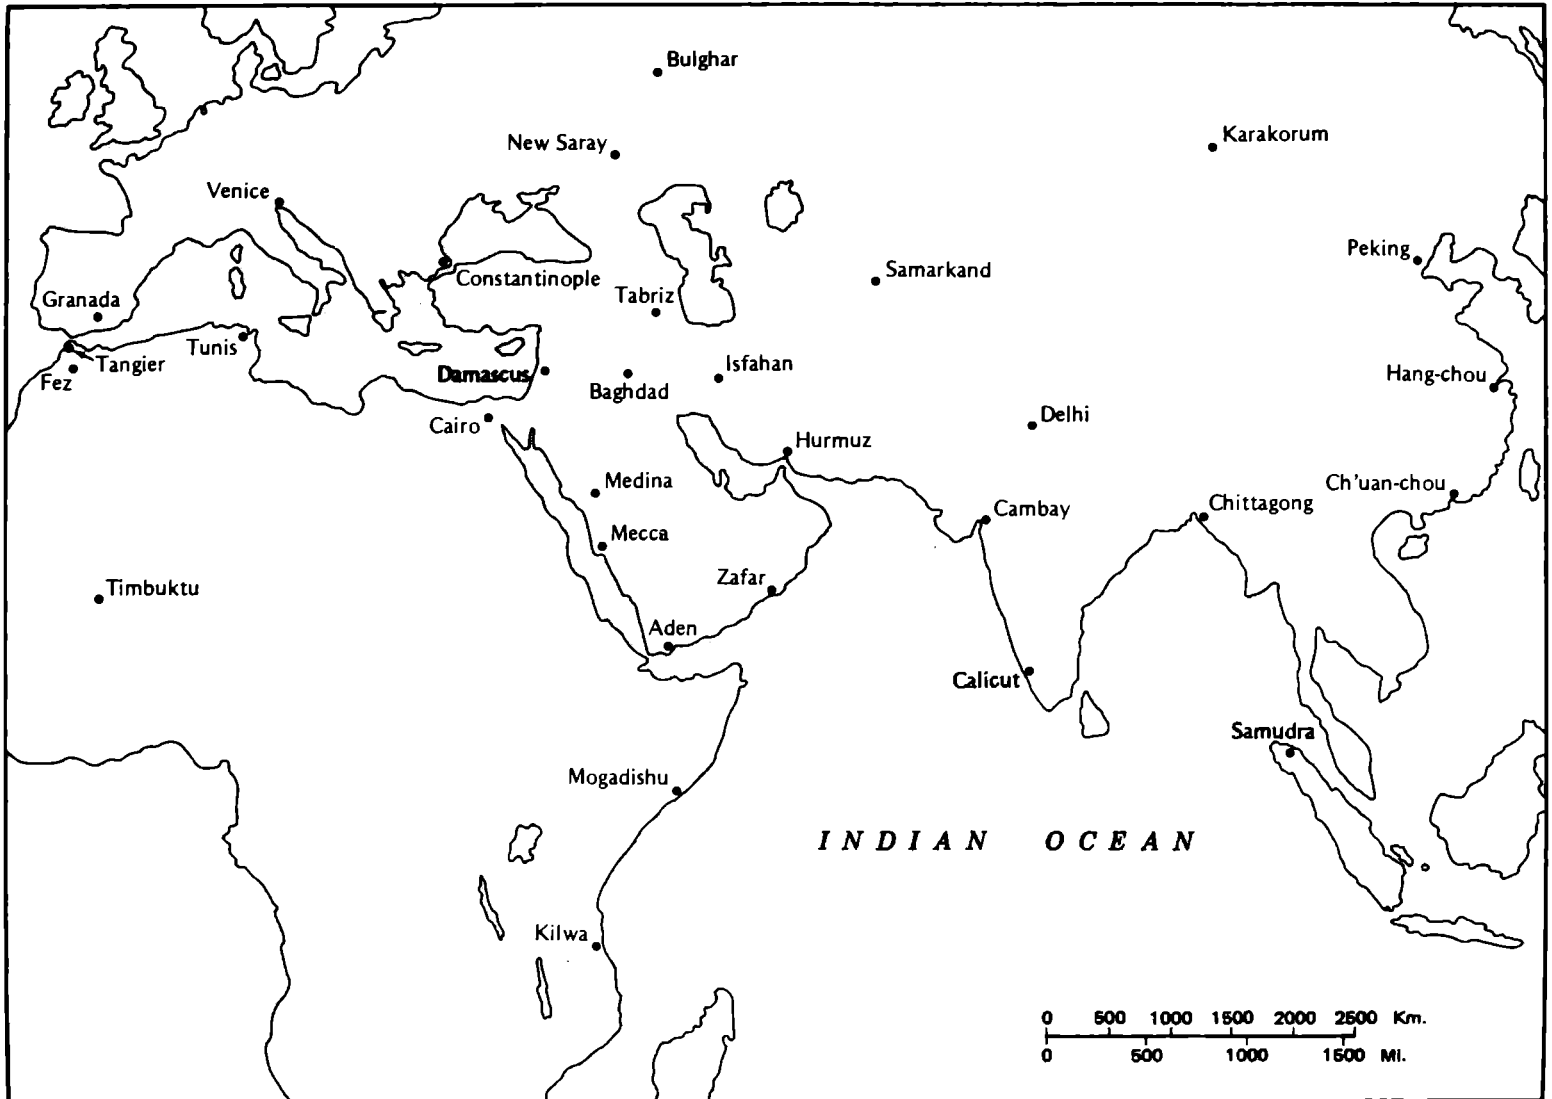 Bulghar
Karakorum
New Saray
Venice
Peking
Constantinople
Samarkand
Tabriz
Granada
Tunis
Tangier
Fez
Damascus
Baghdad
Isfahan
Hang-chou
Cairo
Delhi
Hurmuz
Medina
Ch'uan-chou
Cambay
Chittagong
Mecca
Zafar
Timbuktu
Aden
Calicut
Samudra
Mogadishu
INDIAN OCEAN
Kilwa
0 500 1000 1500 2000 2500 Km.
0 500 1000 1500 Mi.